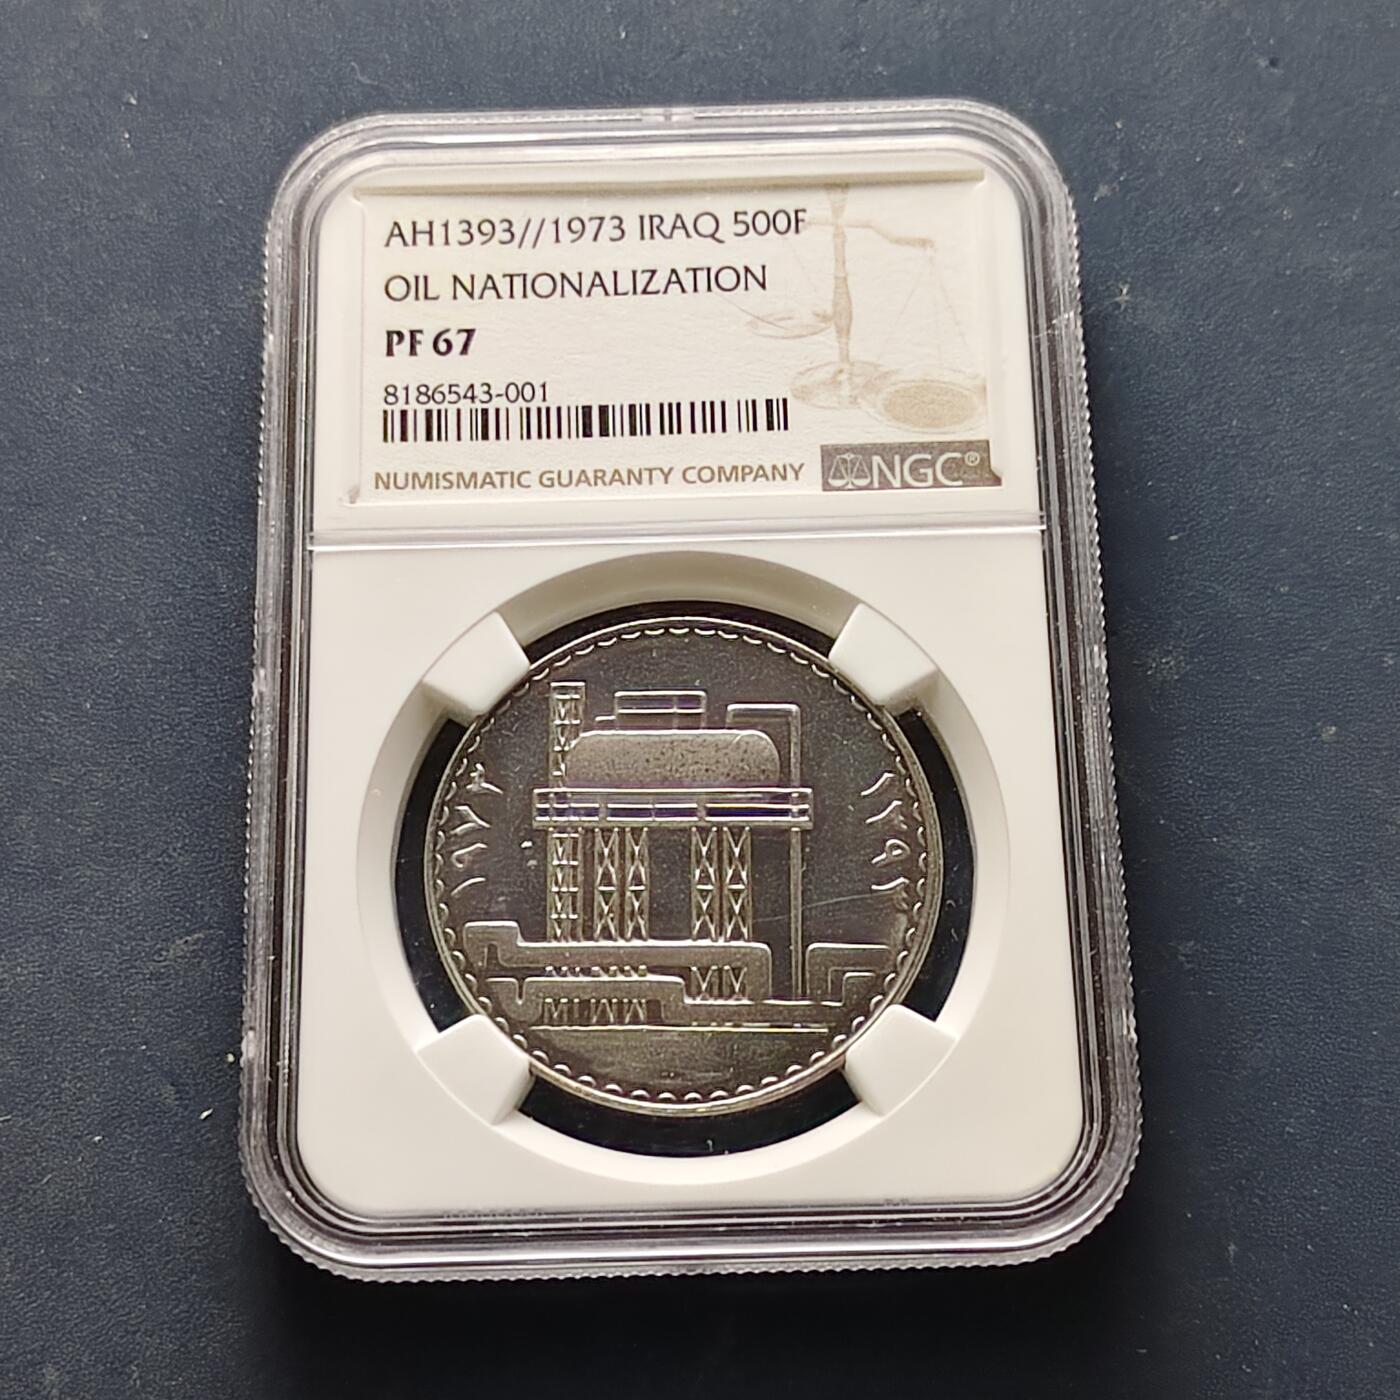 AH1393//1973 IRAQ 500F
OIL NATIONALIZATION
PF 67
8186543-001
NUMISMATIC GUARANTY COMPANY
NGC®
١٩٧٣
١٣٩٣